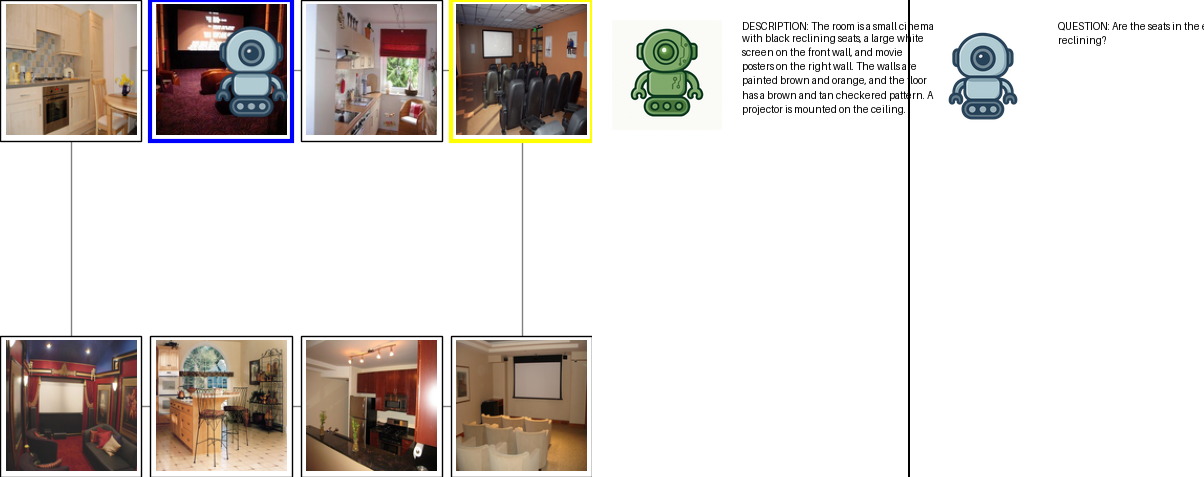 DESCRIPTION: The room is a small cinema
with black reclining seats, a large white
screen on the front wall, and movie
posters on the right wall. The walls are
painted brown and orange, and the floor
has a brown and tan checkered pattern. A
projector is mounted on the ceiling.
QUESTION: Are the seats in the
reclining?